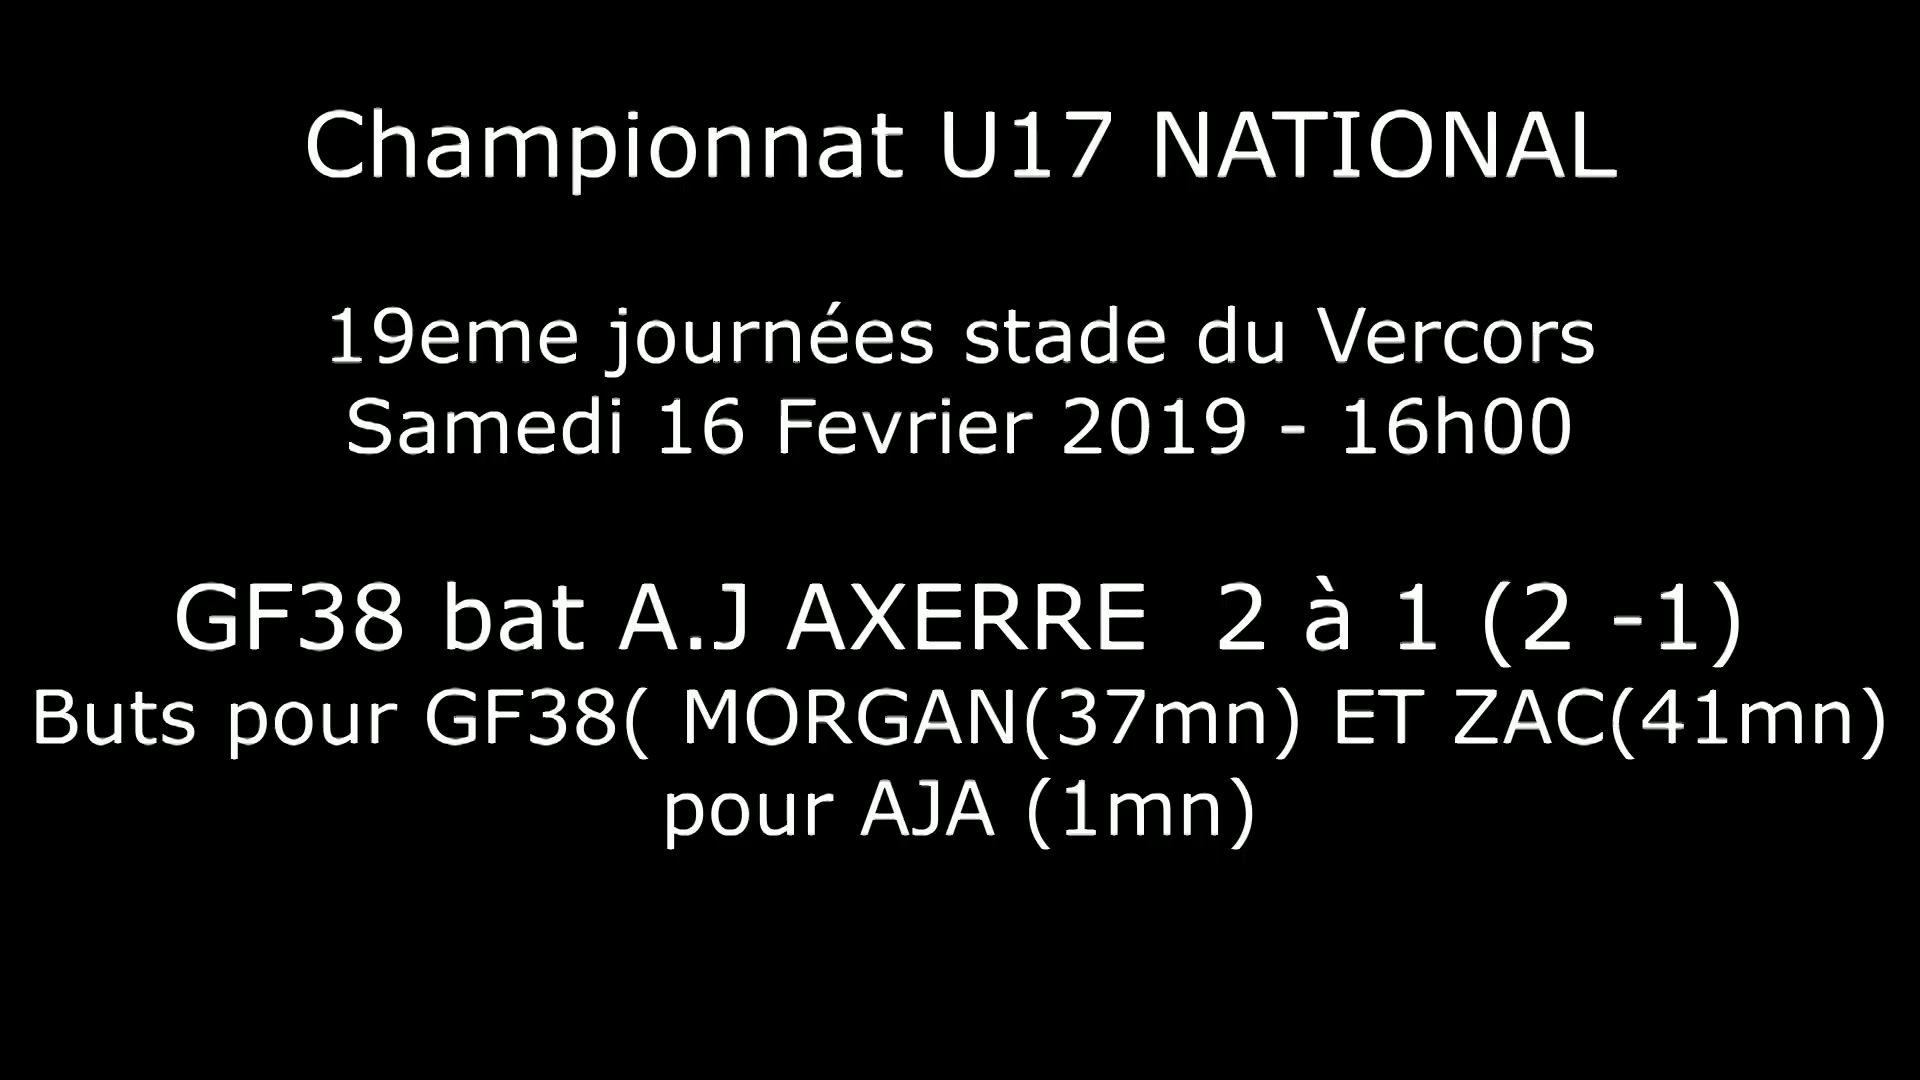 Championnat U17 NATIONAL
19eme journées stade du Vercors
Samedi 16 Fevrier 2019 - 16h00
GF38 bat A.J AXERRE  2 à 1 (2 -1)
Buts pour GF38( MORGAN(37mn) ET ZAC(41mn)
pour AJA (1mn)